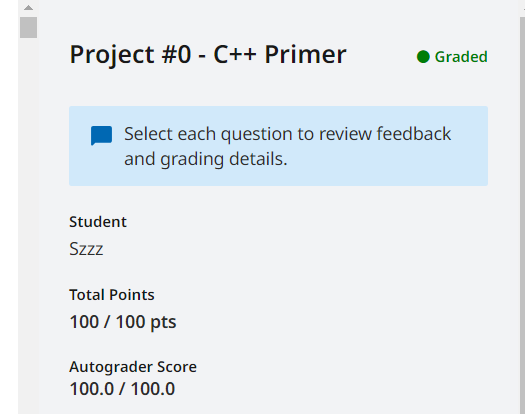 Project #0 - C++ Primer
Graded
Select each question to review feedback
and grading details.
Student
Szzz
Total Points
100 / 100 pts
Autograder Score
100.0 / 100.0